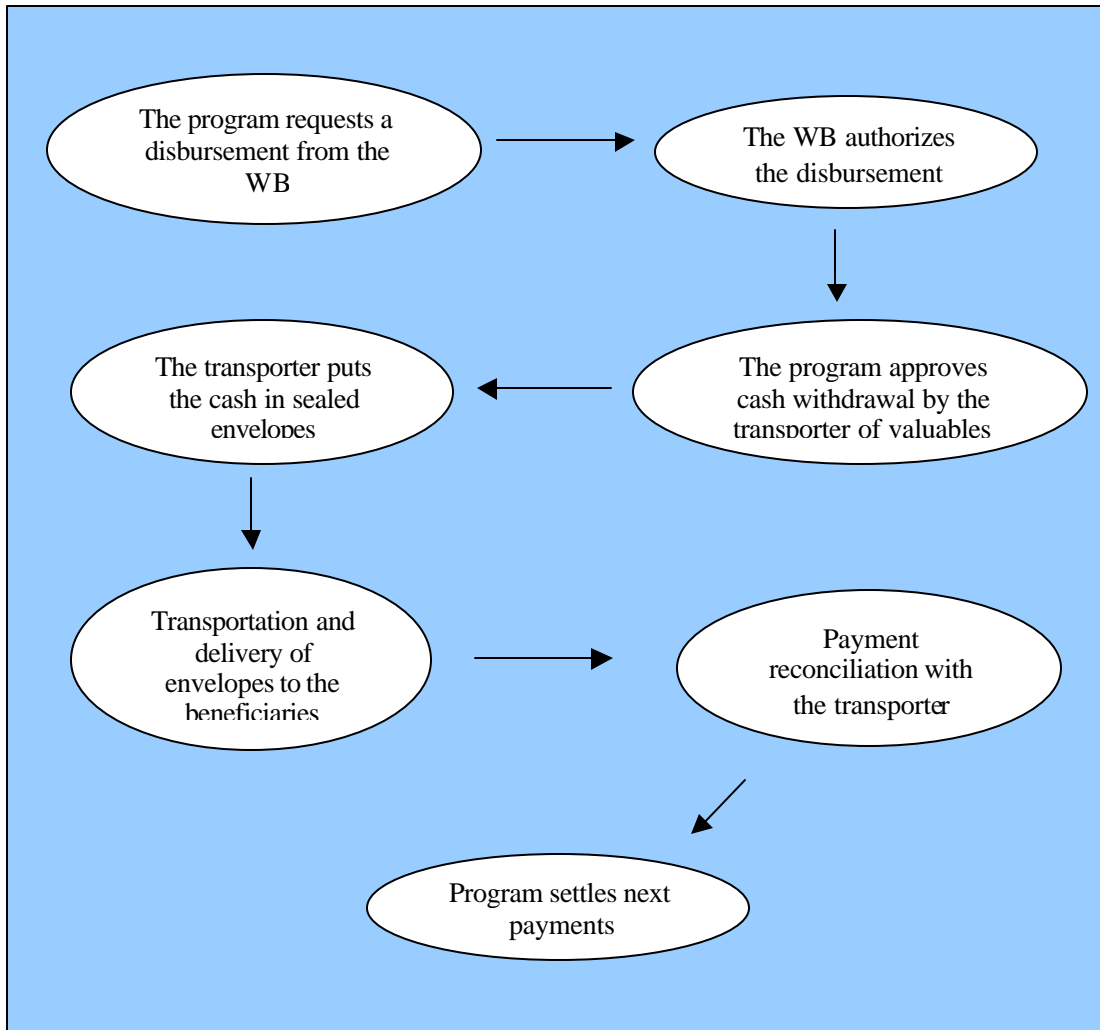 The program requests a
disbursement from the
WB
The WB authorizes
the disbursement
The program approves
cash withdrawal by the
transporter of valuables
The transporter puts
the cash in sealed
envelopes
Transportation and
delivery of
envelopes to the
beneficiaries
Payment
reconciliation with
the transporter
Program settles next
payments